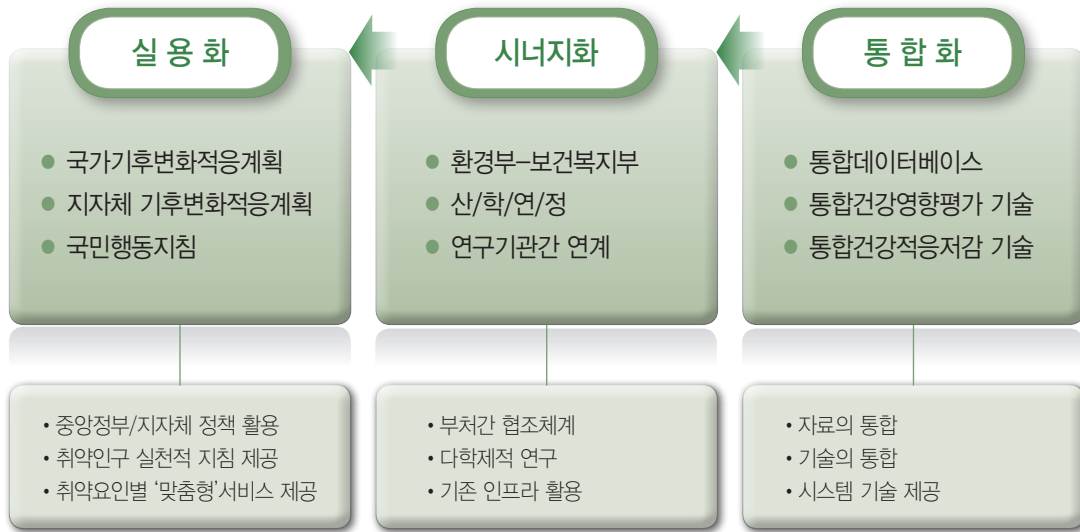 실 용 화
국가기후변화적응계획
지자체 기후변화적응계획
국민행동지침
• 중앙정부/지자체 정책 활용
• 취약인구 실천적 지침 제공
• 취약요인별 ‘맞춤형’서비스 제공
시너지화
환경부–보건복지부
산/학/연/정
연구기관간 연계
• 부처간 협조체계
• 다학제적 연구
• 기존 인프라 활용
통 합 화
통합데이터베이스
통합건강영향평가 기술
통합건강적응저감 기술
• 자료의 통합
• 기술의 통합
• 시스템 기술 제공